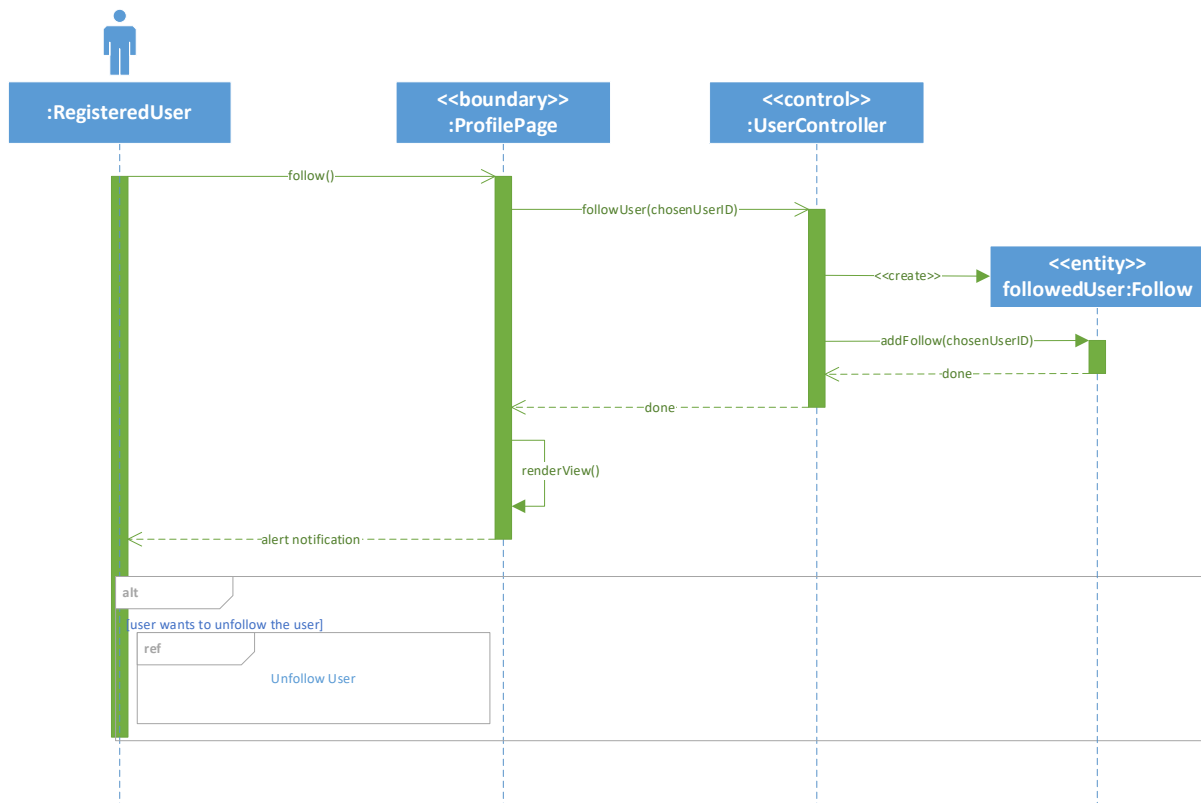 :RegisteredUser
<<boundary>>
:ProfilePage
<<control>>
:UserController
follow()
followUser(chosenUserID)
<<entity>>
followedUser:Follow
<<create>>
addFollow(chosenUserID)
done
done
renderView()
alert notification
alt
[user wants to unfollow the user]
ref
Unfollow User